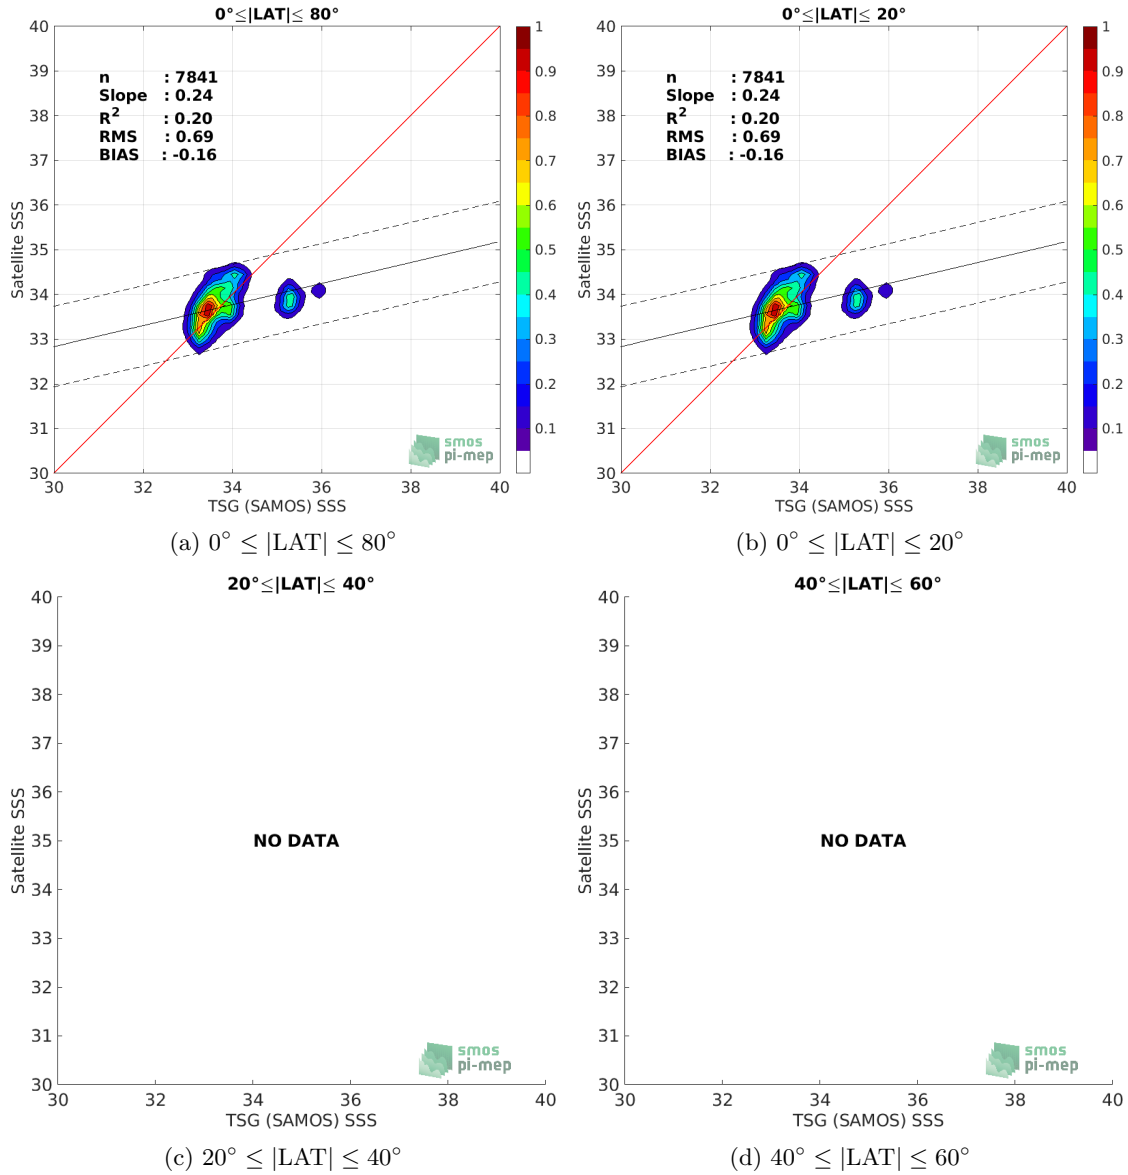 0°≤|LAT|≤ 80°
40
39
38
37
36
35
34
33
32
31
30
Satellite SSS
n : 7841
Slope : 0.24
R² : 0.20
RMS : 0.69
BIAS : -0.16
smos
pi-mep
30 32 34 36 38 40
TSG (SAMOS) SSS
1
0.9
0.8
0.7
0.6
0.5
0.4
0.3
0.2
0.1
(a) 0° ≤ |LAT| ≤ 80°
0°≤|LAT|≤ 20°
40
39
38
37
36
35
34
33
32
31
30
Satellite SSS
n : 7841
Slope : 0.24
R² : 0.20
RMS : 0.69
BIAS : -0.16
smos
pi-mep
30 32 34 36 38 40
TSG (SAMOS) SSS
1
0.9
0.8
0.7
0.6
0.5
0.4
0.3
0.2
0.1
(b) 0° ≤ |LAT| ≤ 20°
20°≤|LAT|≤ 40°
40
39
38
37
36
35
34
33
32
31
30
Satellite SSS
NO DATA
smos
pi-mep
30 32 34 36 38 40
TSG (SAMOS) SSS
(c) 20° ≤ |LAT| ≤ 40°
40°≤|LAT|≤ 60°
40
39
38
37
36
35
34
33
32
31
30
Satellite SSS
NO DATA
smos
pi-mep
30 32 34 36 38 40
TSG (SAMOS) SSS
(d) 40° ≤ |LAT| ≤ 60°